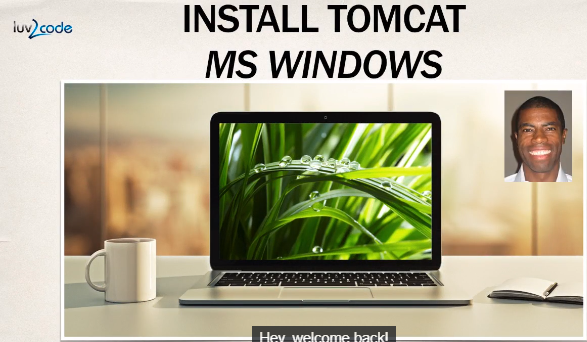 luv2code
INSTALL TOMCAT
MS WINDOWS
Hey, welcome back!